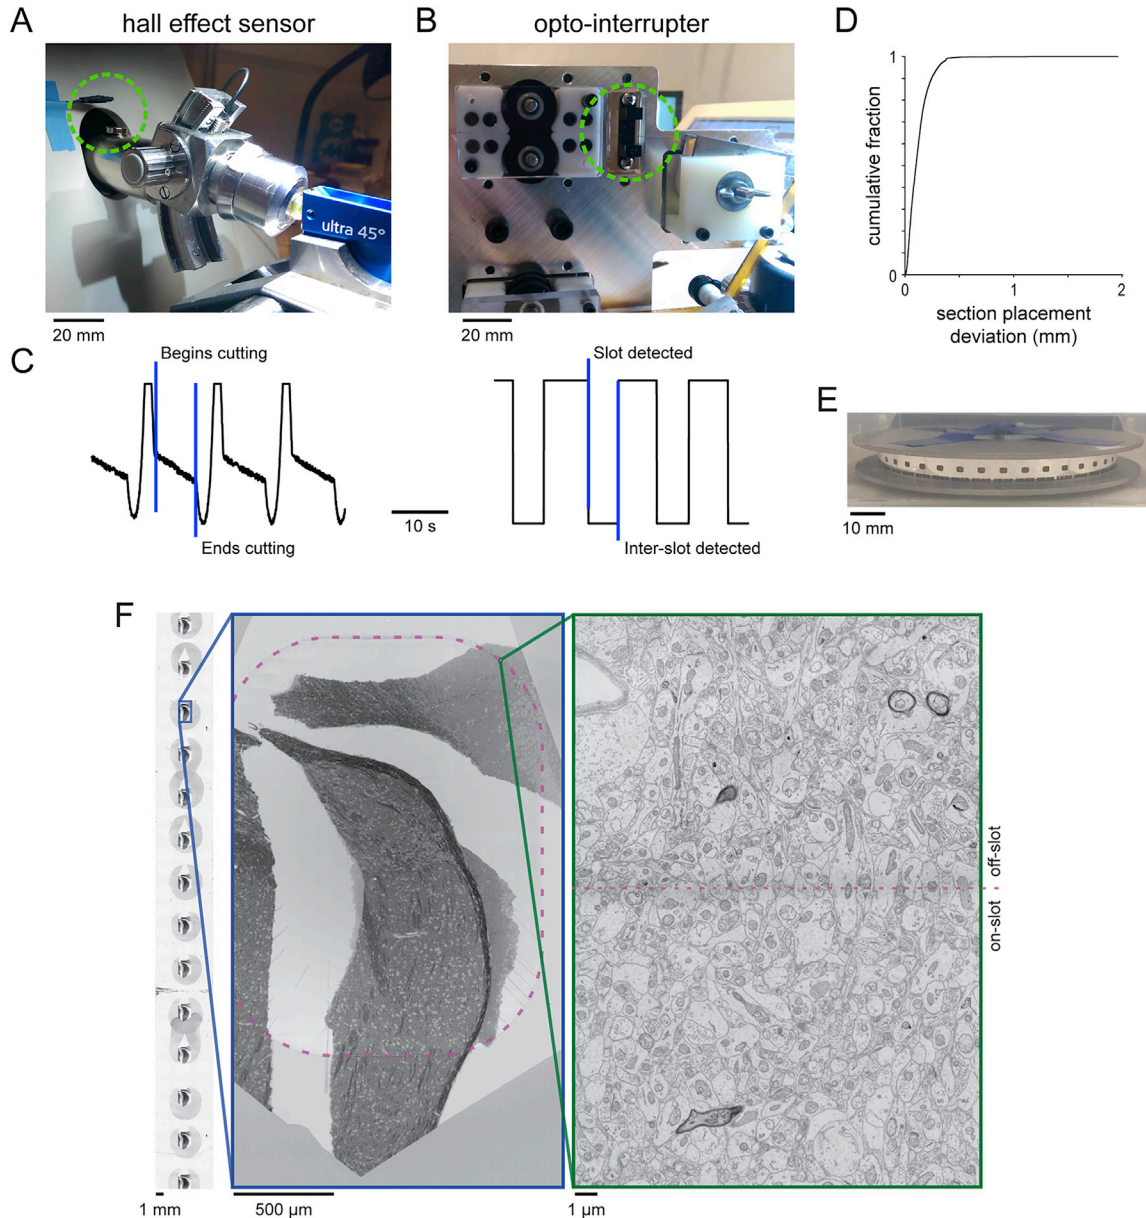 A
hall effect sensor
B
opto-interrupter
D
ultra 45°
20 mm
20 mm
cumulative fraction
1
0
0
1
2
section placement
deviation (mm)
C
Begins cutting
Ends cutting
10 s
Slot detected
Inter-slot detected
E
10 mm
F
off-slot
on-slot
1 mm
500 µm
1 µm